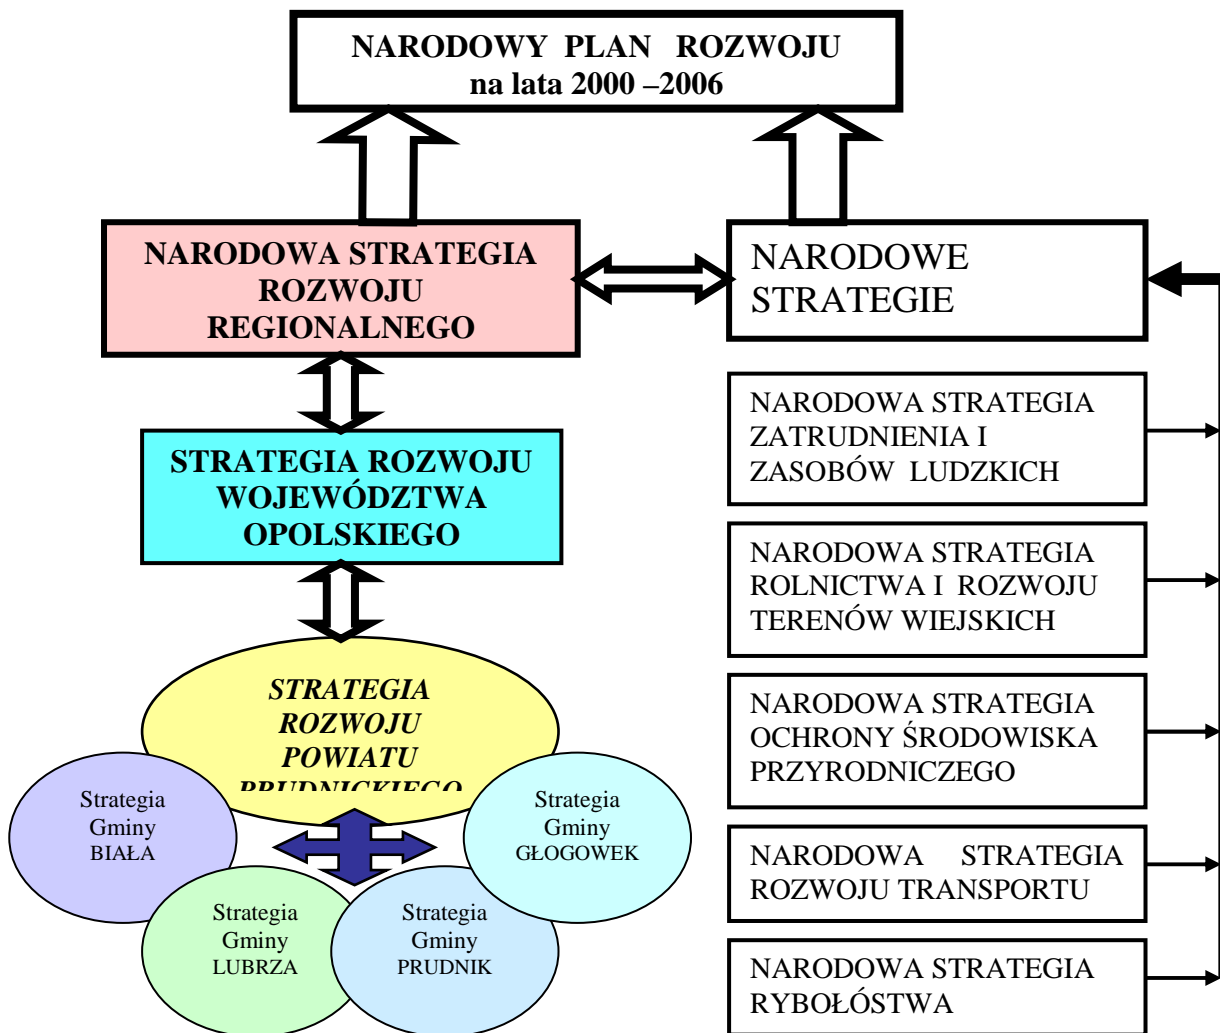 NARODOWY PLAN ROZWOJU
na lata 2000 –2006
NARODOWA STRATEGIA
ROZWOJU
REGIONALNEGO
NARODOWE
STRATEGIE
STRATEGIA ROZWOJU
WOJEWÓDZTWA
OPOLSKIEGO
STRATEGIA
ROZWOJU
POWIATU
PRUDNICKIEGO
Strategia
Gminy
BIAŁA
Strategia
Gminy
LUBRZA
Strategia
Gminy
PRUDNIK
Strategia
Gminy
GŁOGOWEK
NARODOWA STRATEGIA
ZATRUDNIENIA I
ZASOBÓW LUDZKICH
NARODOWA STRATEGIA
ROLNICTWA I ROZWOJU
TERENÓW WIEJSKICH
NARODOWA STRATEGIA
OCHRONY ŚRODOWISKA
PRZYRODNICZEGO
NARODOWA STRATEGIA
ROZWOJU TRANSPORTU
NARODOWA STRATEGIA
RYBOŁÓSTWA